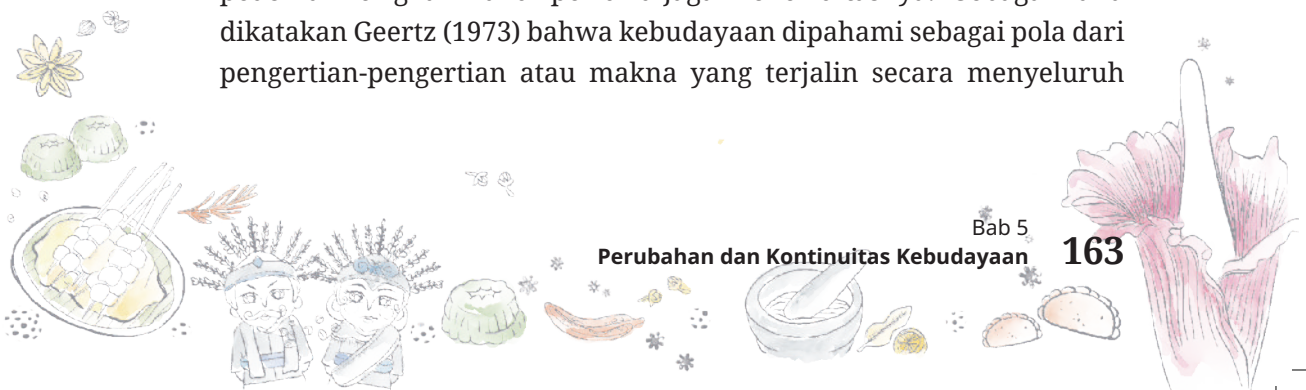 dikatakan Geertz (1973) bahwa kebudayaan dipahami sebagai pola dari
pengertian-pengertian atau makna yang terjalin secara menyeluruh
Bab 5
Perubahan dan Kontinuitas Kebudayaan 163